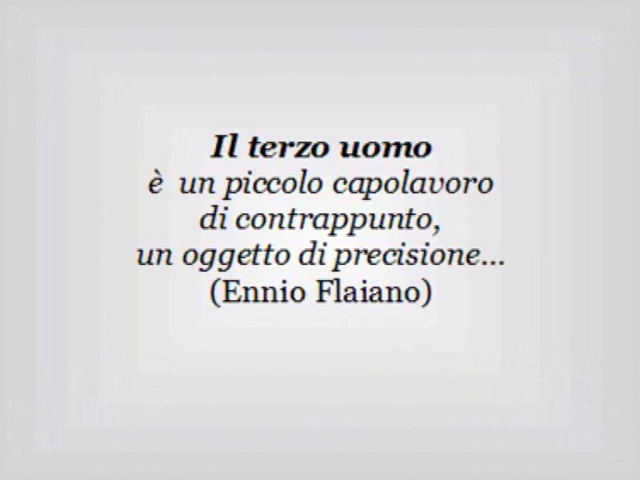 Il terzo uomo
è un piccolo capolavoro
di contrappunto,
un oggetto di precisione...
(Ennio Flaiano)